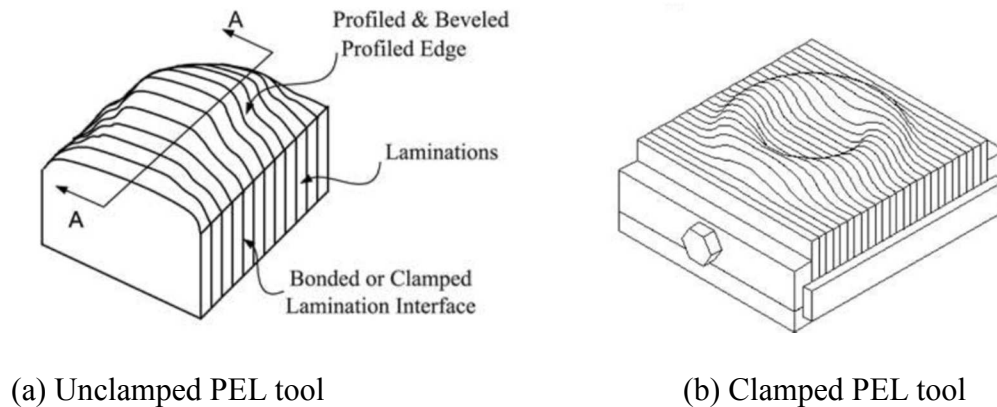 A
Profiled & Beveled
Profiled Edge
Laminations
A
Bonded or Clamped
Lamination Interface
(a) Unclamped PEL tool
(b) Clamped PEL tool